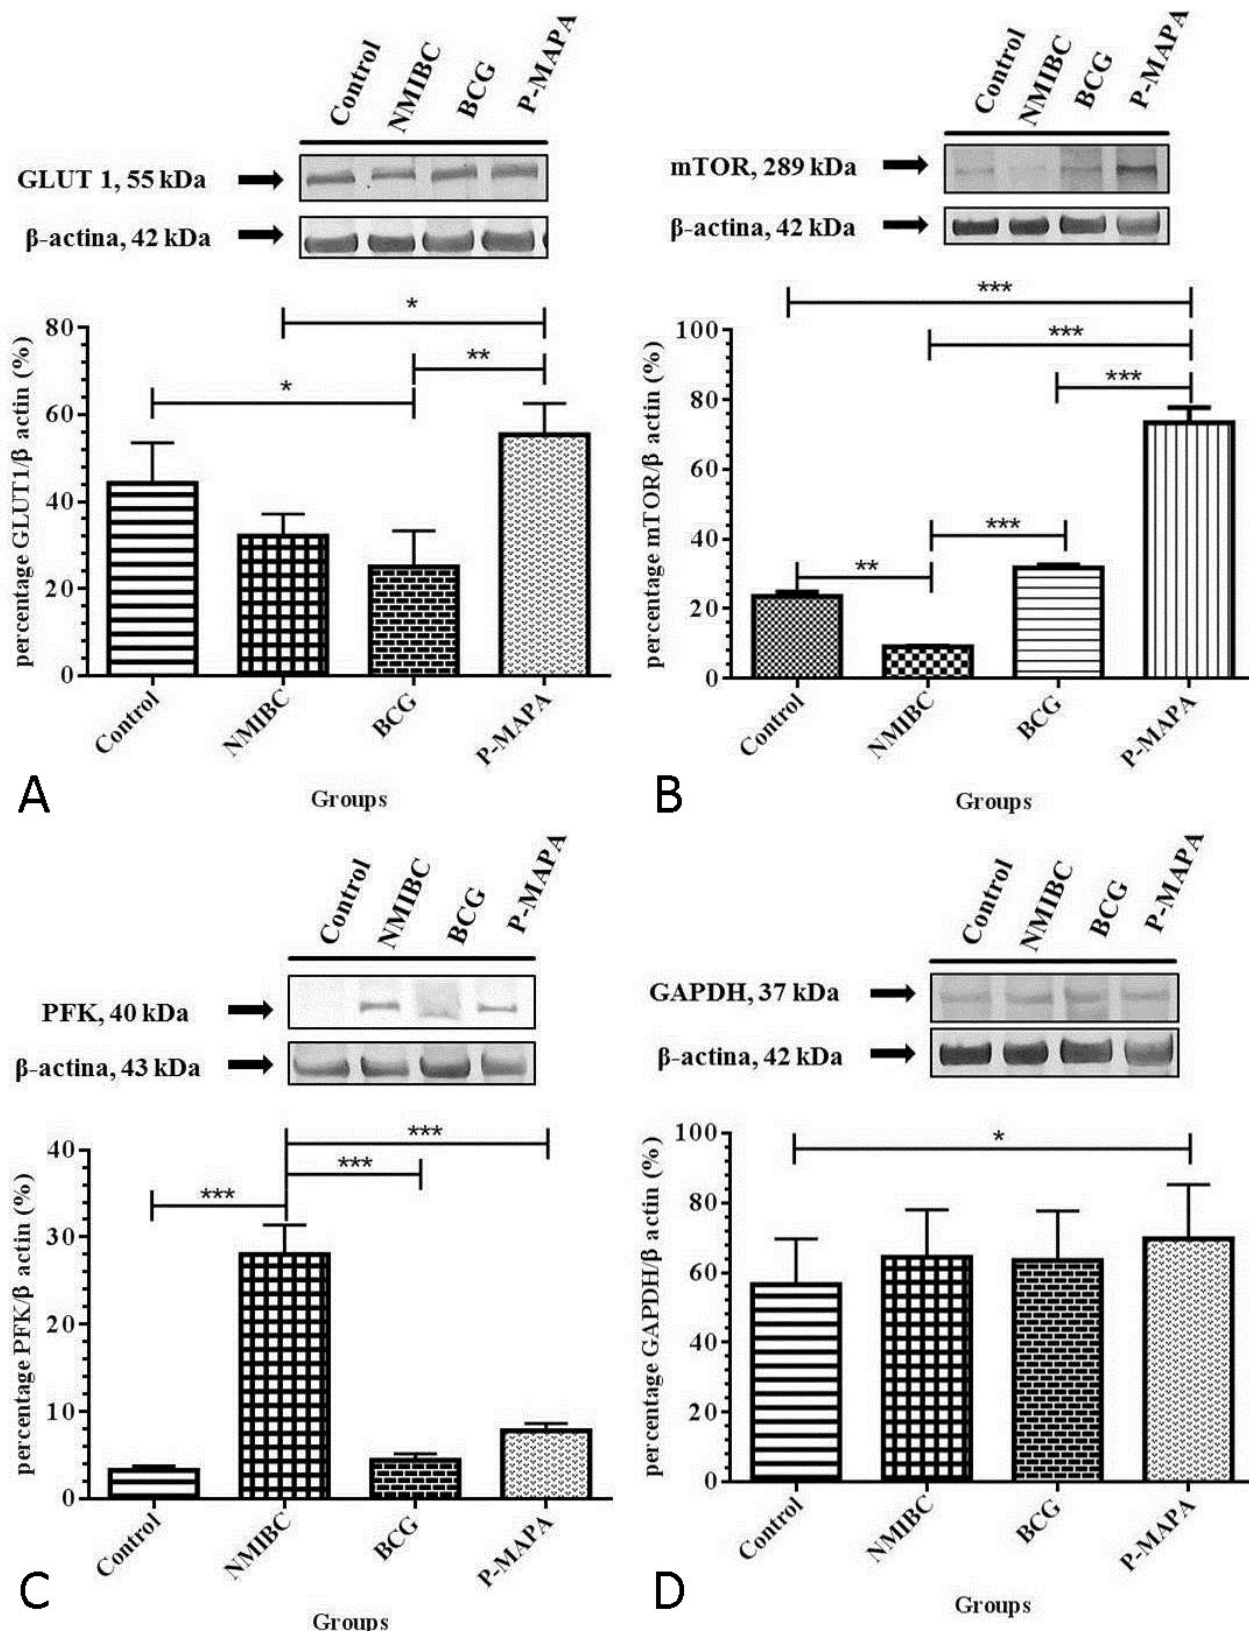 Control NMIBC BCG P-MAPA
GLUT 1, 55 kDa
β-actina, 42 kDa
*
**
*
percentage GLUT1/β actin (%)
80
60
40
20
0
Control NMIBC BCG P-MAPA
Groups
A
Control NMIBC BCG P-MAPA
mTOR, 289 kDa
β-actina, 42 kDa
***
***
***
***
**
percentage mTOR/β actin (%)
100
80
60
40
20
0
Control NMIBC BCG P-MAPA
Groups
B
Control NMIBC BCG P-MAPA
PFK, 40 kDa
β-actina, 43 kDa
***
***
***
percentage PFK/β actin (%)
40
30
20
10
0
Control NMIBC BCG P-MAPA
Groups
C
Control NMIBC BCG P-MAPA
GAPDH, 37 kDa
β-actina, 42 kDa
*
percentage GAPDH/β actin (%)
100
80
60
40
20
0
Control NMIBC BCG P-MAPA
Groups
D